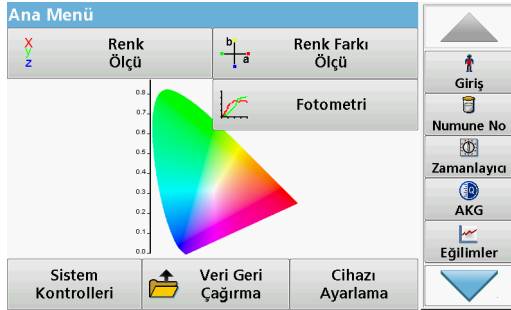 Ana Menü
X
Y
Z
Renk
Ölçü
b
a
Renk Farkı
Ölçü
Fotometri
0.8
0.7
0.6
0.5
0.4
0.3
0.2
0.1
0.0
Sistem
Kontrolleri
Veri Geri
Çağırma
Cihazı
Ayarlama
Giriş
Numune No
Zamanlayıcı
AKG
Eğilimler